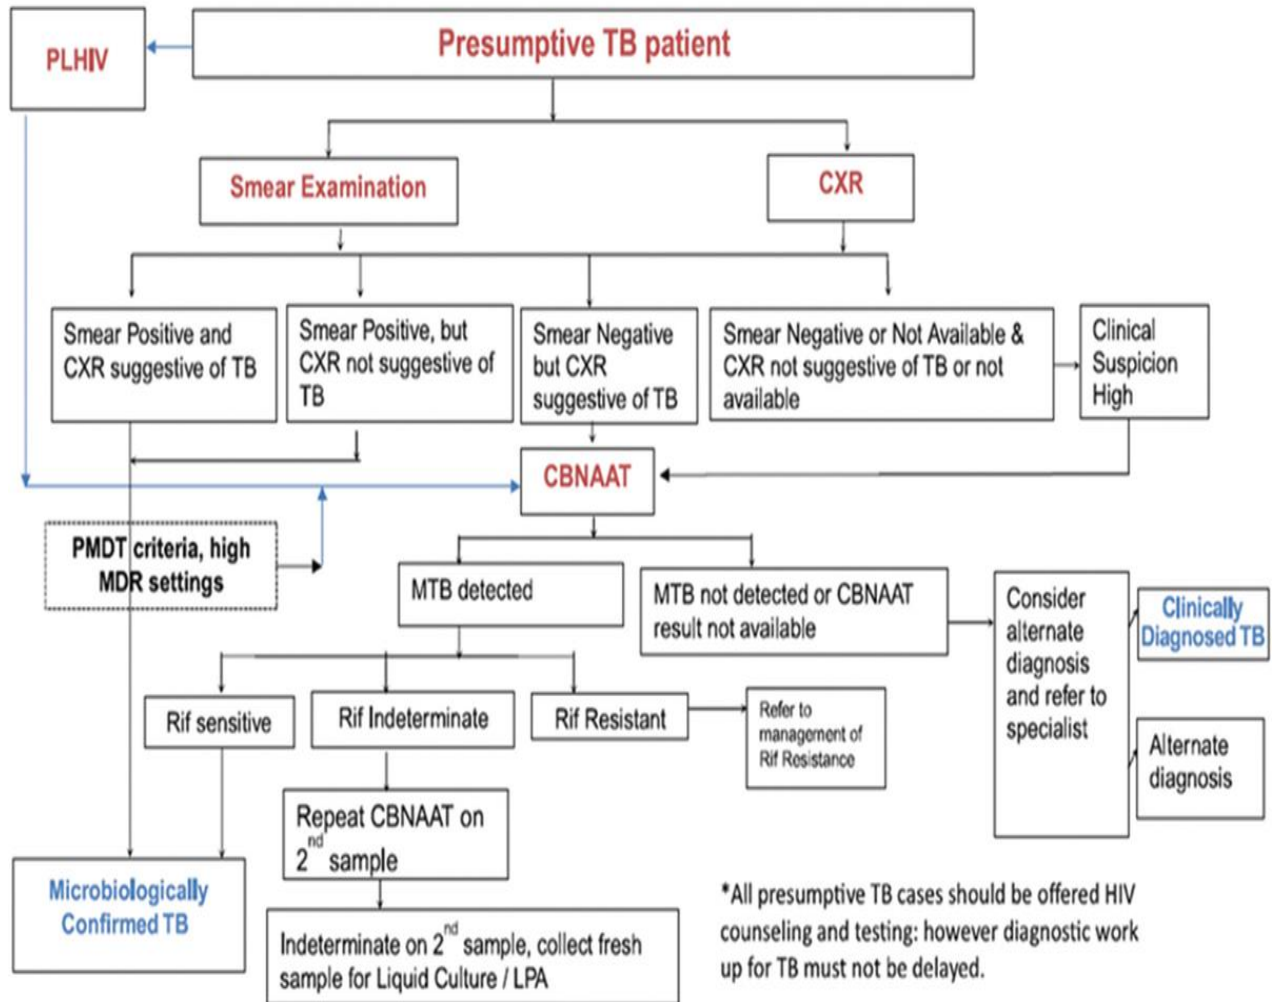 PLHIV
Presumptive TB patient
Smear Examination
CXR
Smear Positive and
CXR suggestive of TB
Smear Positive, but
CXR not suggestive of
TB
Smear Negative
but CXR
suggestive of TB
Smear Negative or Not Available &
CXR not suggestive of TB or not
available
Clinical
Suspicion
High
CBNAAT
PMDT criteria, high
MDR settings
MTB detected
MTB not detected or CBNAAT
result not available
Consider
alternate
diagnosis
and refer to
specialist
Clinically
Diagnosed TB
Alternate
diagnosis
Rif sensitive
Rif Indeterminate
Rif Resistant
Refer to
management of
Rif Resistance
Repeat CBNAAT on
2nd sample
Microbiologically
Confirmed TB
Indeterminate on 2nd sample, collect fresh
sample for Liquid Culture / LPA
*All presumptive TB cases should be offered HIV
counseling and testing: however diagnostic work
up for TB must not be delayed.